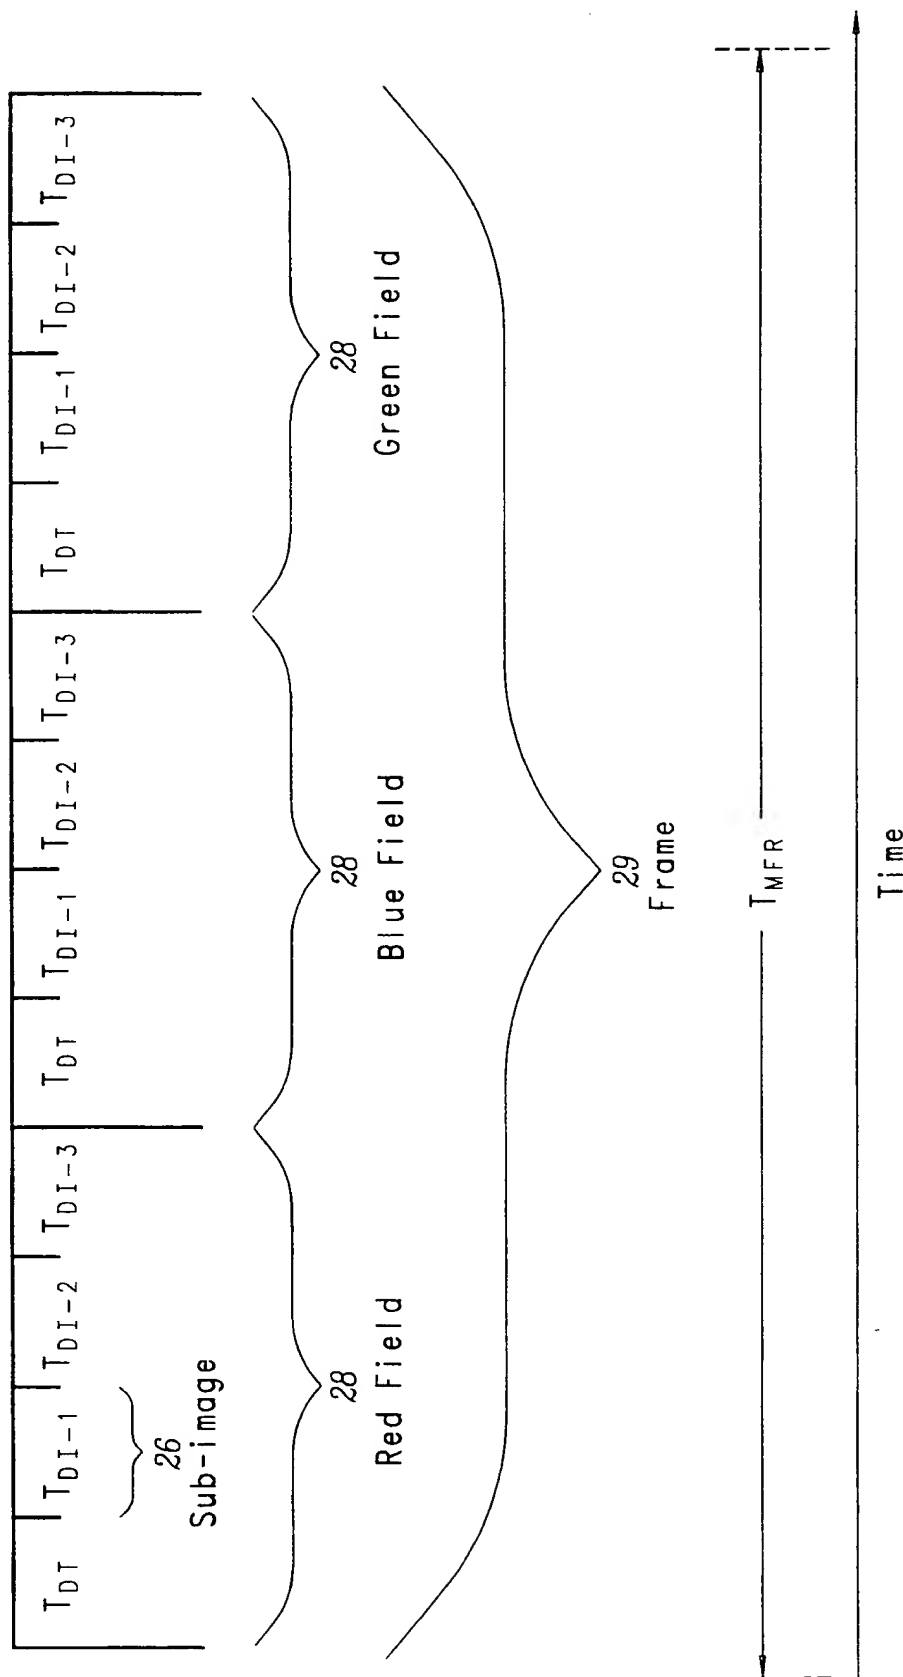 T_DT T_DI-1 T_DI-2 T_DI-3 T_DT T_DI-1 T_DI-2 T_DI-3 T_DT T_DI-1 T_DI-2 T_DI-3
26
Sub-image
28 28 28
Red Field Blue Field Green Field
29
Frame
T_MFR
Time